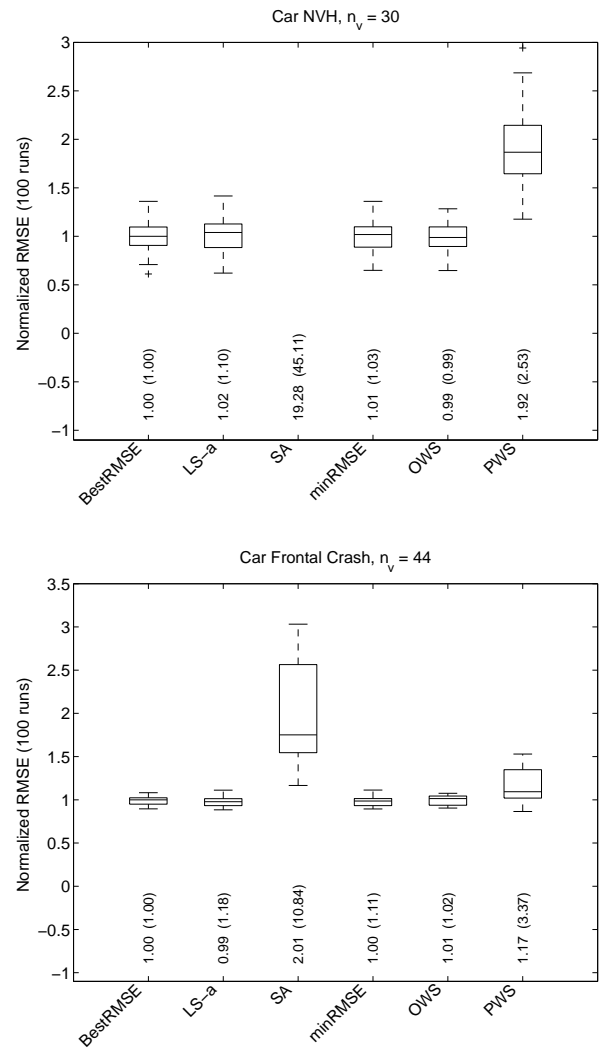 Car NVH, n_v = 30
Normalized RMSE (100 runs)
3
2.5
2
1.5
1
0.5
0
−0.5
−1
1.00 (1.00)
1.02 (1.10)
19.28 (45.11)
1.01 (1.03)
0.99 (0.99)
1.92 (2.53)
BestRMSE
LS−a
SA
minRMSE
OWS
PWS
Car Frontal Crash, n_v = 44
Normalized RMSE (100 runs)
3.5
3
2.5
2
1.5
1
0.5
0
−0.5
−1
1.00 (1.00)
0.99 (1.18)
2.01 (10.84)
1.00 (1.11)
1.01 (1.02)
1.17 (3.37)
BestRMSE
LS−a
SA
minRMSE
OWS
PWS